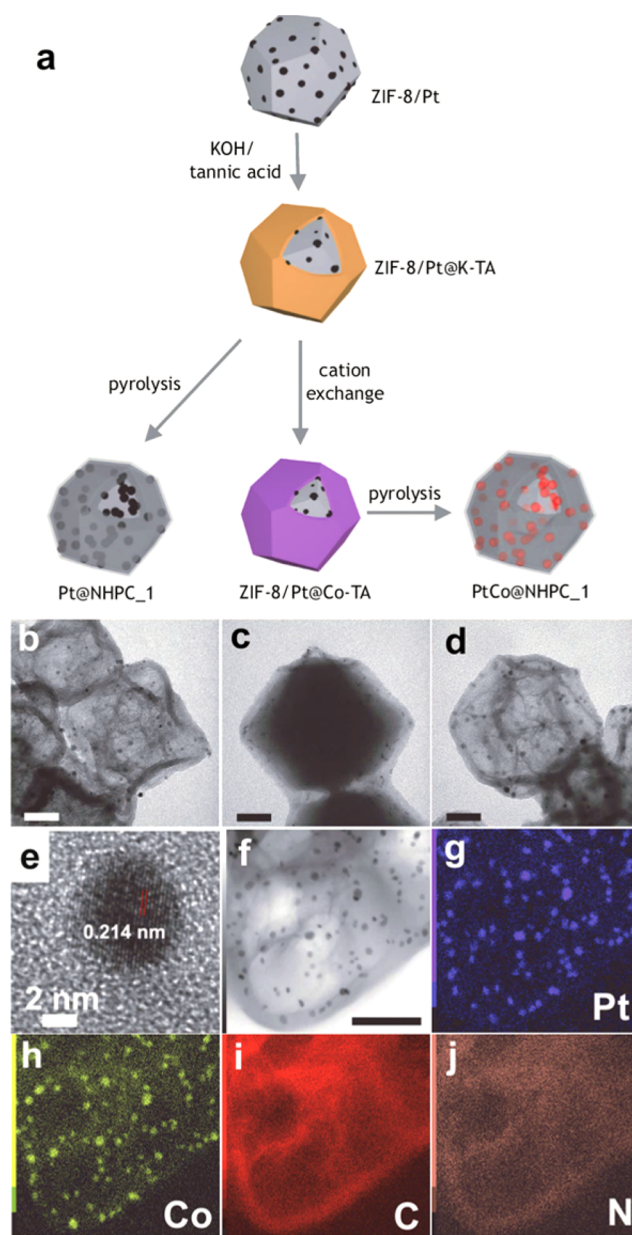 a
ZIF-8/Pt
KOH/
tannic acid
ZIF-8/Pt@K-TA
pyrolysis
cation
exchange
pyrolysis
Pt@NHPC_1
ZIF-8/Pt@Co-TA
PtCo@NHPC_1
b
c
d
e
0.214 nm
2 nm
f
g
Pt
h
Co
i
C
j
N